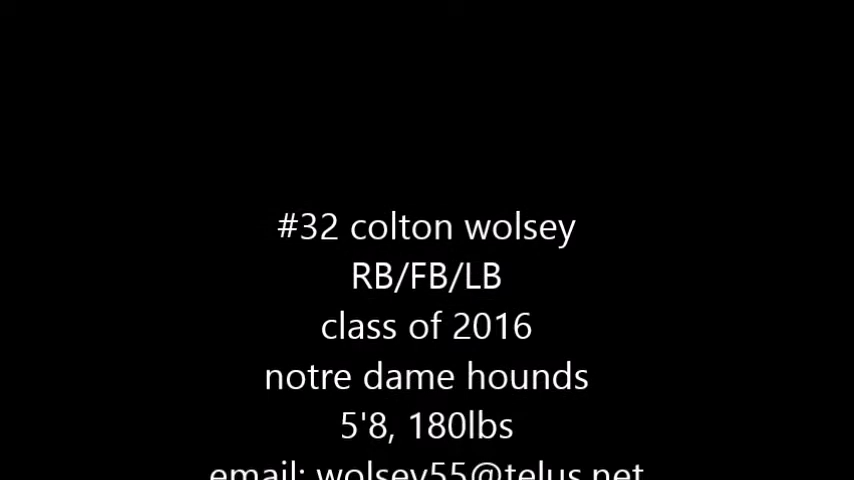 #32 colton wolsey
RB/FB/LB
class of 2016
notre dame hounds
5'8, 180lbs
email: wolsey55@telus.net